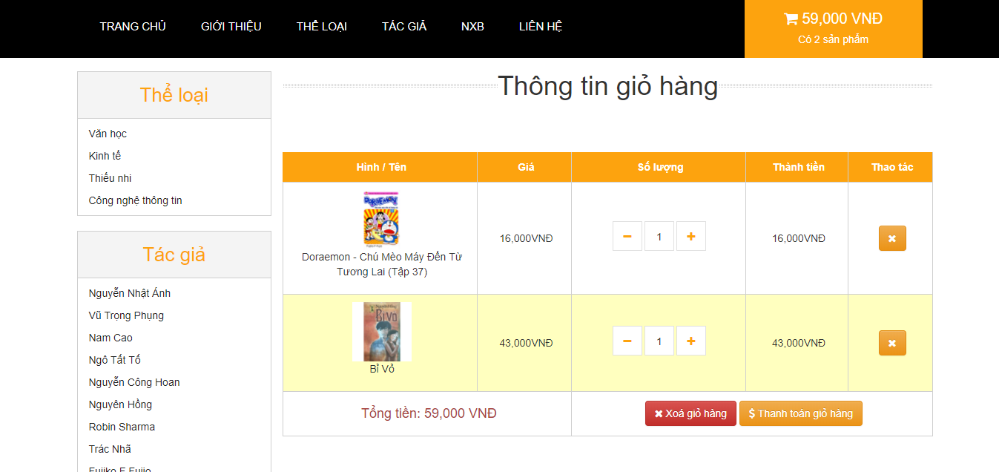 TRANG CHỦ GIỚI THIỆU THỂ LOẠI TÁC GIẢ NXB LIÊN HỆ
59,000 VNĐ
Có 2 sản phẩm
Thể loại
Văn học
Kinh tế
Thiếu nhi
Công nghệ thông tin
Tác giả
Nguyễn Nhật Ánh
Vũ Trọng Phụng
Nam Cao
Ngô Tất Tố
Nguyễn Công Hoan
Nguyên Hồng
Robin Sharma
Trác Nhã
Fujiko F Fujio
Thông tin giỏ hàng
Hình / Tên Giá Số lượng Thành tiền Thao tác
DORAEMON
Doraemon - Chú Mèo Máy Đến Từ
Tương Lai (Tập 37)
16,000VNĐ 1 16,000VNĐ
BỈ VỎ
Bỉ Vỏ
43,000VNĐ 1 43,000VNĐ
Tổng tiền: 59,000 VNĐ
Xoá giỏ hàng $ Thanh toán giỏ hàng